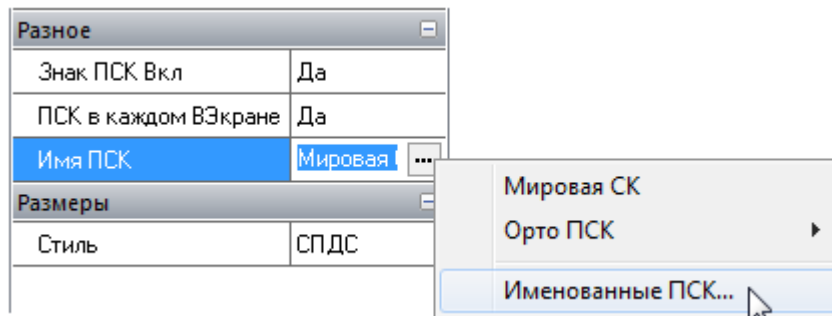 Разное
Знак ПСК Вкл Да
ПСК в каждом ВЭкране Да
Имя ПСК Мировая ...
Мировая СК
Размеры
Орто ПСК
Стиль СПДС
Именованные ПСК...